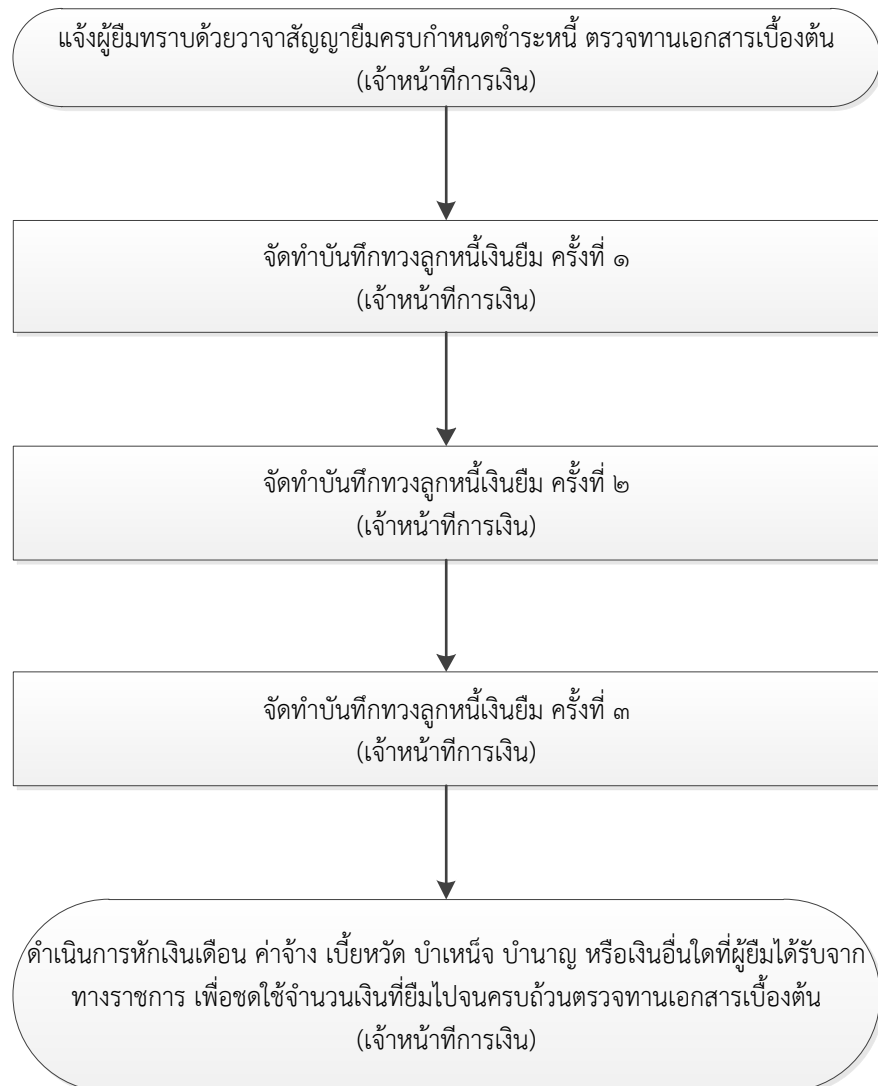 แจ้งผู้ยืมทราบด้วยวาจาสัญญายืมครบกำหนดชำระหนี้ ตรวจทานเอกสารเบื้องต้น
(เจ้าหน้าที่การเงิน)
จัดทำบันทึกทวงลูกหนี้เงินยืม ครั้งที่ ๑
(เจ้าหน้าที่การเงิน)
จัดทำบันทึกทวงลูกหนี้เงินยืม ครั้งที่ ๒
(เจ้าหน้าที่การเงิน)
จัดทำบันทึกทวงลูกหนี้เงินยืม ครั้งที่ ๓
(เจ้าหน้าที่การเงิน)
ดำเนินการหักเงินเดือน ค่าจ้าง เบี้ยหวัด บำเหน็จ บำนาญ หรือเงินอื่นใดที่ผู้ยืมได้รับจาก
ทางราชการ เพื่อชดใช้จำนวนเงินที่ยืมไปจนครบถ้วนตรวจทานเอกสารเบื้องต้น
(เจ้าหน้าที่การเงิน)